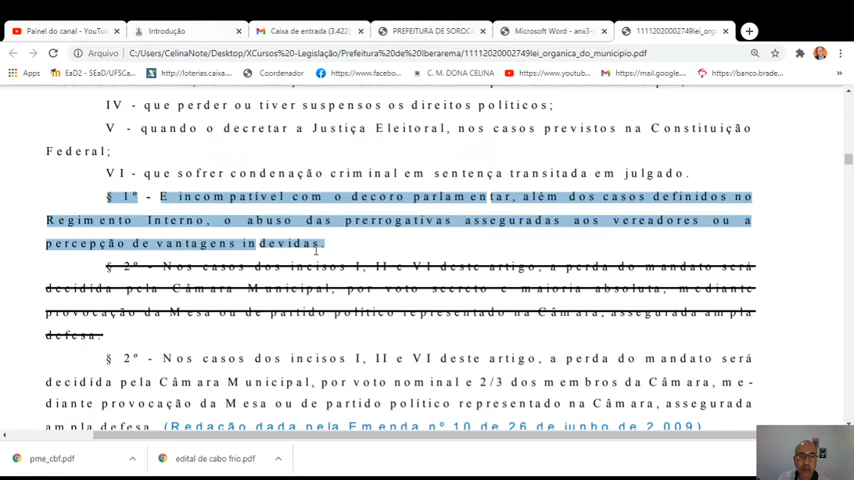 Painel do canal - YouT
Introdução
Caixa de entrada (3.422)
PREFEITURA DE SOROCA
Microsoft Word - anx3-
11112020002749lei_orga
Arquivo
C:/Users/CelinaNote/Desktop/XCursos%20-Legislação/Prefeitura%20de%20Iberarema/11112020002749lei_organica_do_municipio.pdf
Apps
EaD2 - SEaD/UFSCa
http://loterias.caixa
Coordenador
https://www.facebo
C. M. DONA CELINA
https://www.youtub
https://mail.google
https://banco.brade
IV - que perder ou tiver suspensos os direitos políticos;
V - quando o decretar a Justiça Eleitoral, nos casos previstos na Constituição
Federal;
VI - que sofrer condenação criminal em sentença transitada em julgado.
§ 1º - E incompatível com o decoro parlamentar, além dos casos definidos no
Regimento Interno, o abuso das prerrogativas asseguradas aos vereadores ou a
percepção de vantagens indevidas.
§ 2º - Nos casos dos incisos I, II e VI deste artigo, a perda do mandato será
decidida pela Câmara Municipal, por voto secreto e maioria absoluta, mediante
provocação da Mesa ou de partido político representado na Câmara, assegurada ampla
defesa.
§ 2º - Nos casos dos incisos I, II e VI deste artigo, a perda do mandato será
decidida pela Câmara Municipal, por voto nominal e 2/3 dos membros da Câmara, me-
diante provocação da Mesa ou de partido político representado na Câmara, assegurada
ampla defesa. (Redação dada pela Emenda nº 10 de 26 de junho de 2.009)
pme_cbf.pdf
edital de cabo frio.pdf